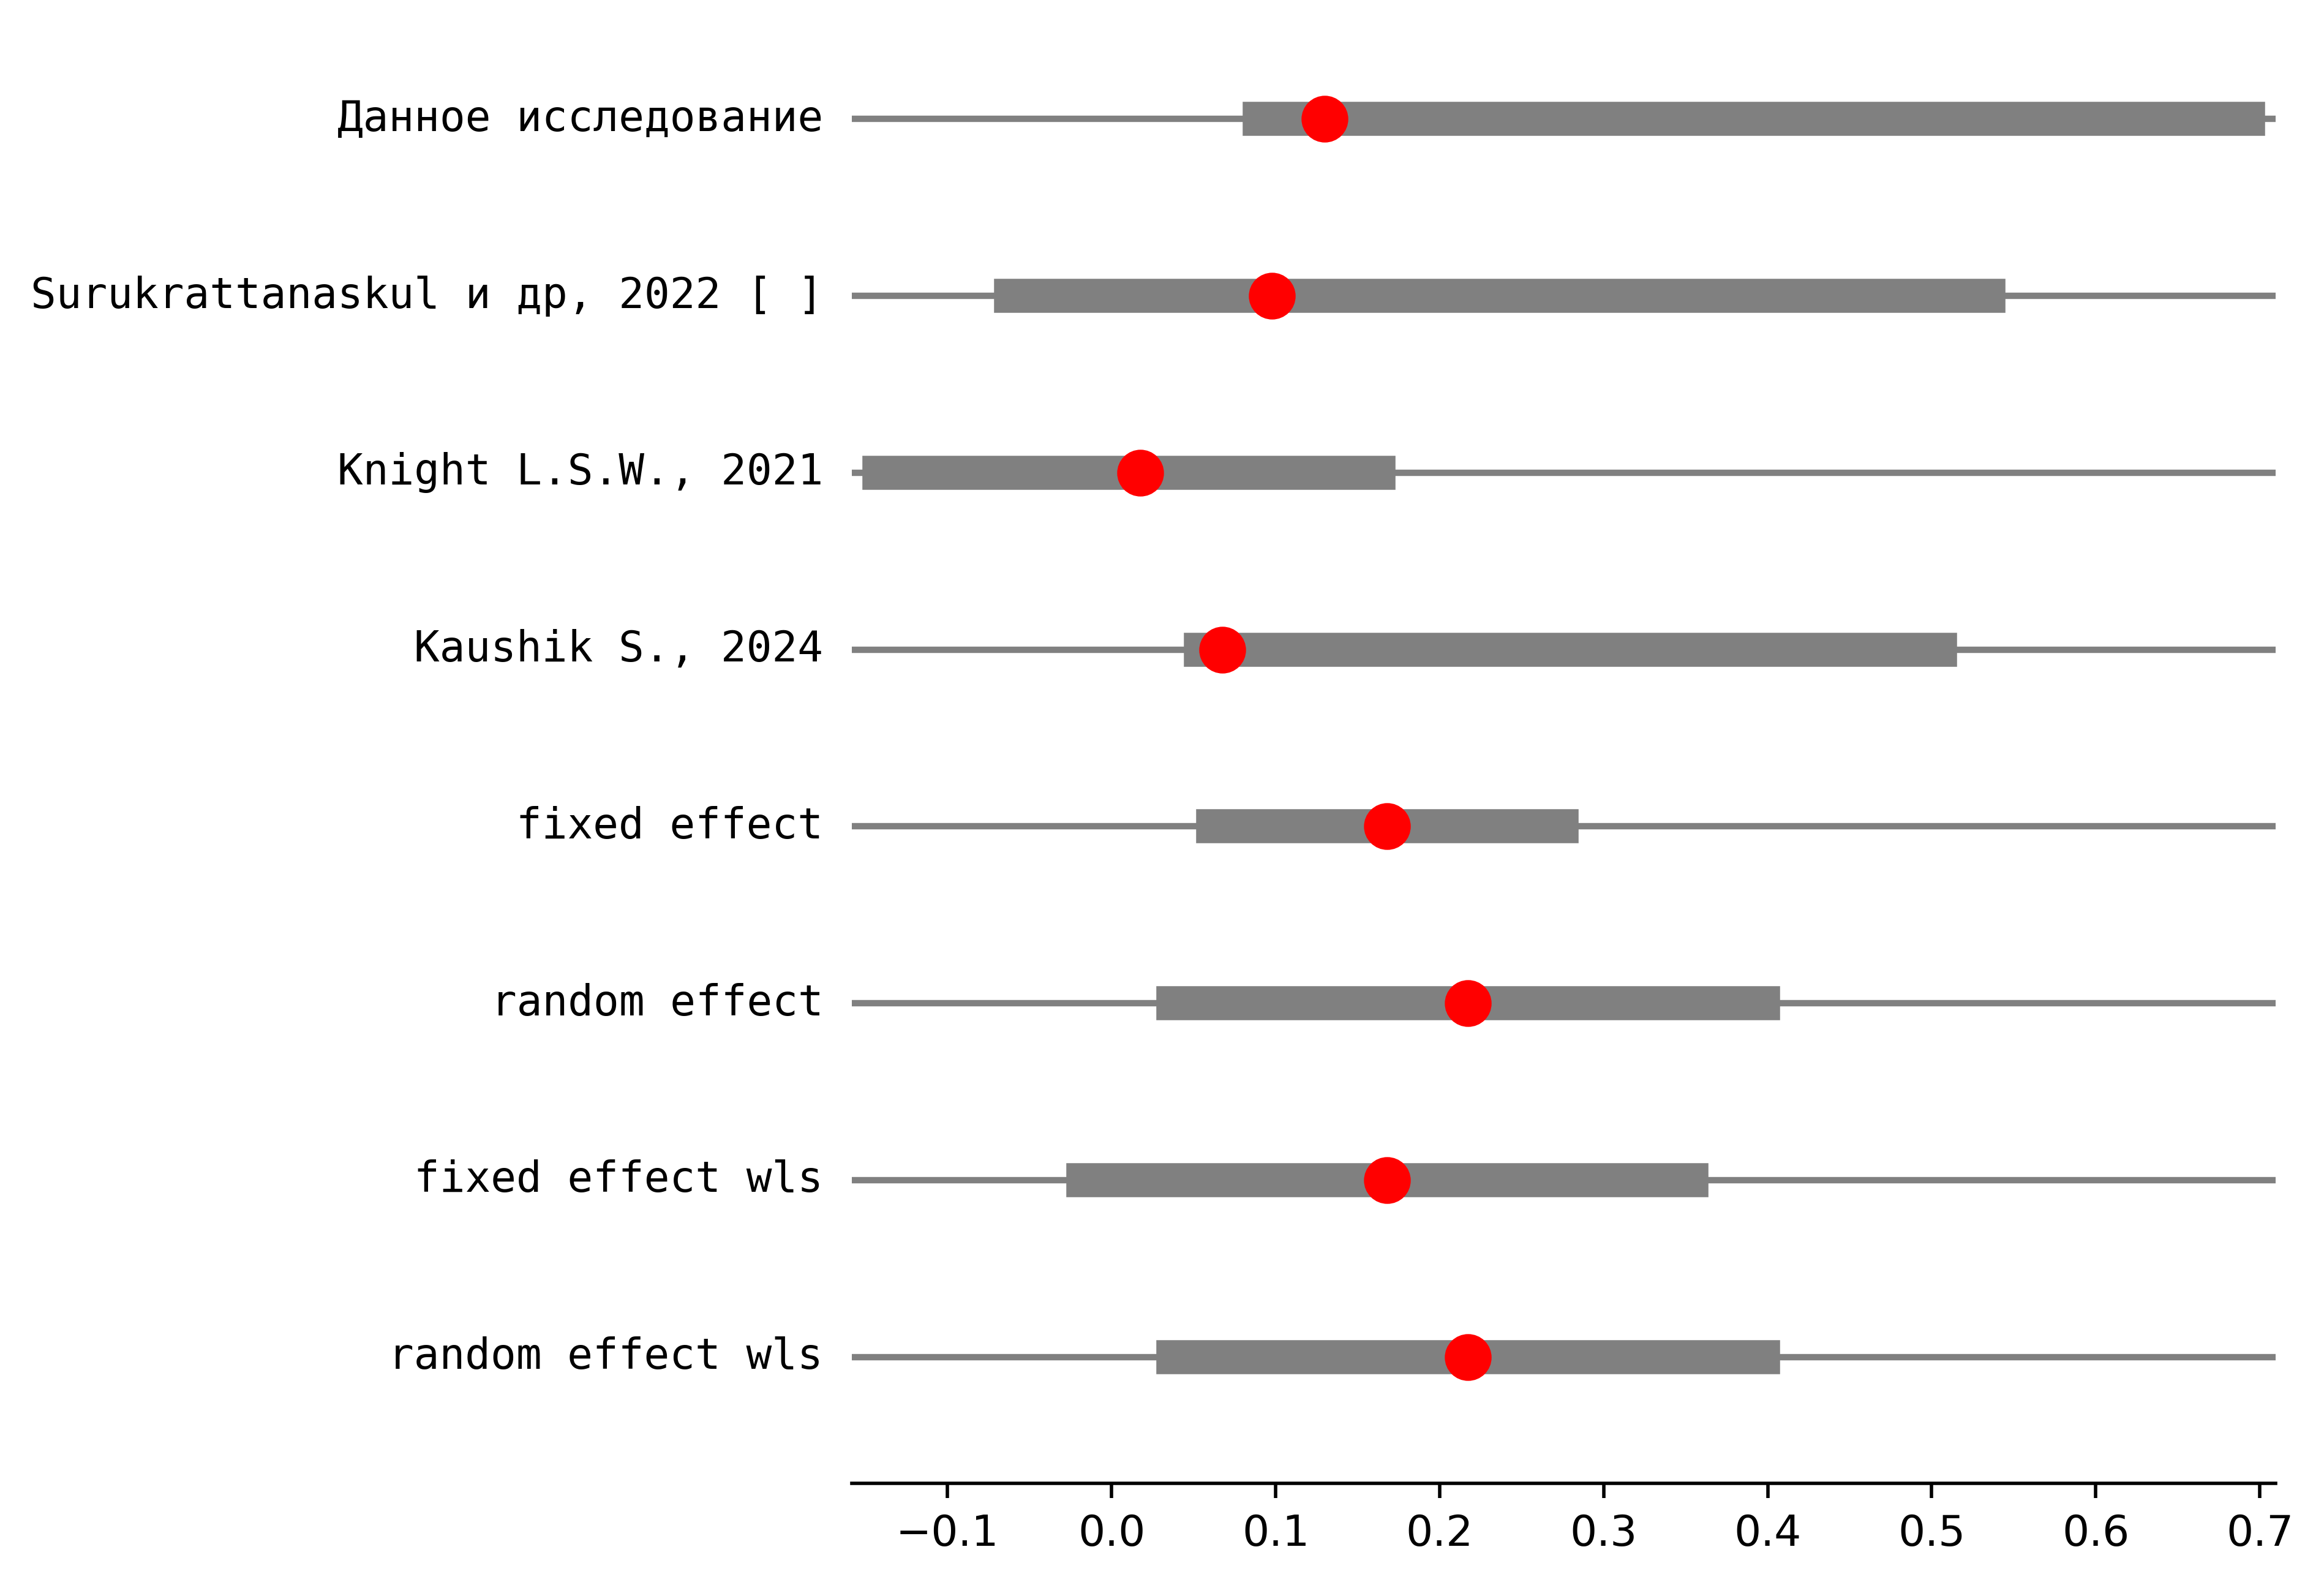 Данное исследование
Surukrattanaskul и др, 2022 [ ]
Knight L.S.W., 2021
Kaushik S., 2024
fixed effect
random effect
fixed effect wls
random effect wls
−0.1 0.0 0.1 0.2 0.3 0.4 0.5 0.6 0.7